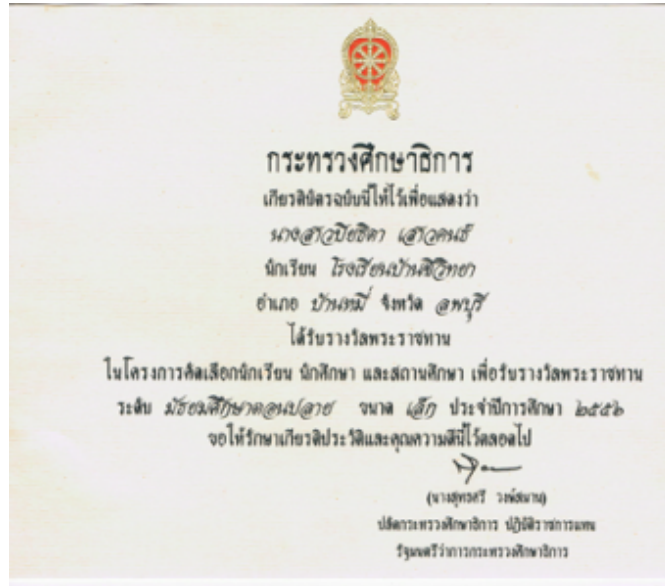 กระทรวงศึกษาธิการ
เกียรติบัตรฉบับนี้ให้ไว้เพื่อแสดงว่า
นางสาวปิยธิดา เสาวคนธ์
นักเรียน โรงเรียนบ้านชีวิทยา
อำเภอ บ้านหมี่ จังหวัด ลพบุรี
ได้รับรางวัลพระราชทาน
ในโครงการคัดเลือกนักเรียน นักศึกษา และสถานศึกษา เพื่อรับรางวัลพระราชทาน
ระดับ มัธยมศึกษาตอนปลาย ขนาด เล็ก ประจำปีการศึกษา ๒๕๕๖
ขอให้รักษาเกียรติประวัติและคุณความดีนี้ไว้ตลอดไป
(นางสุทธศรี วงษ์สมาน)
ปลัดกระทรวงศึกษาธิการ ปฏิบัติราชการแทน
รัฐมนตรีว่าการกระทรวงศึกษาธิการ